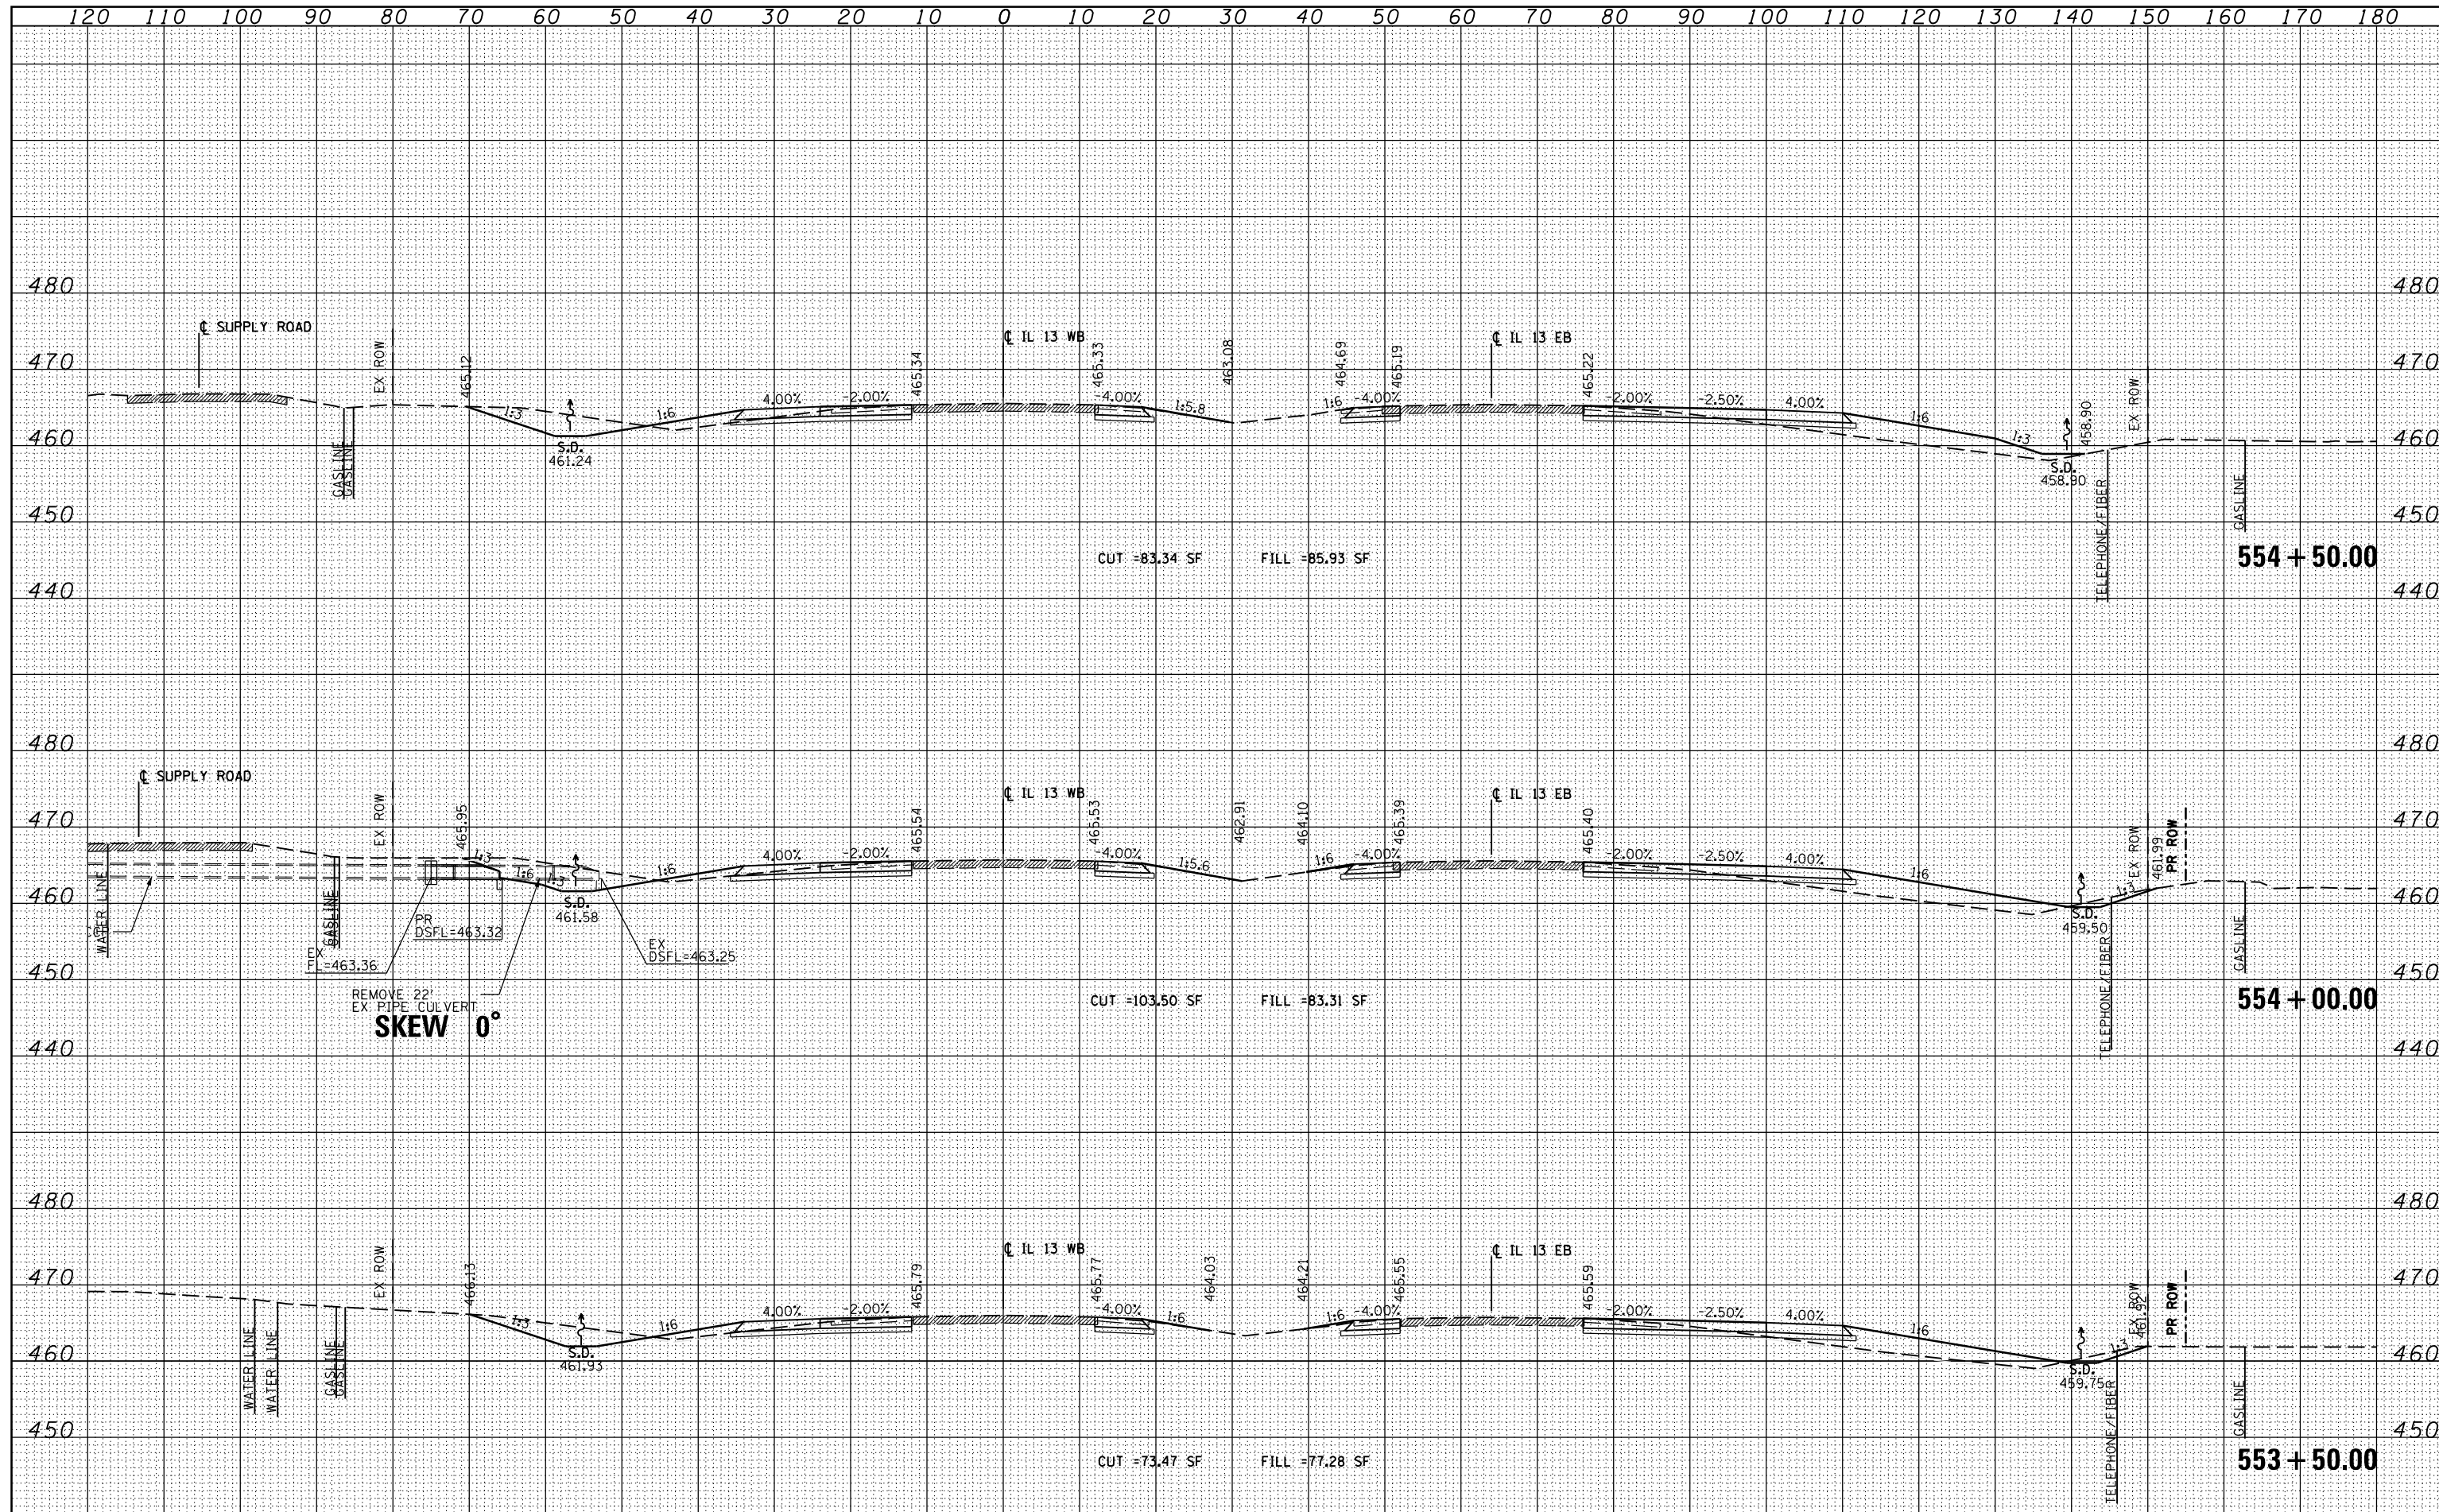 120 110 100 90 80 70 60 50 40 30 20 10 0 10 20 30 40 50 60 70 80 90 100 110 120 130 140 150 160 170 180
480 480
℄ SUPPLY ROAD
℄ IL 13 WB
℄ IL 13 EB
470 470
EX ROW
465.12
465.34
465.33
463.08
464.69
465.19
465.22
458.90
EX ROW
1:3
1:6
4.00%
-2.00%
-4.00%
1:5.8
1:6
-4.00%
-2.00%
-2.50%
4.00%
1:6
1:3
460 460
S.D.
461.24
S.D.
458.90
GASLINE
GASLINE
TELEPHONE/FIBER
GASLINE
450 450
CUT =83.34 SF FILL =85.93 SF
554+50.00
440 440
480 480
℄ SUPPLY ROAD
℄ IL 13 WB
℄ IL 13 EB
470 470
EX ROW
465.95
465.54
465.53
462.91
464.10
465.39
465.40
EX ROW
461.99
PR ROW
1:3
1:6
1:3
1:6
4.00%
-2.00%
-4.00%
1:5.6
1:6
-4.00%
-2.00%
-2.50%
4.00%
1:6
1:3
460 460
S.D.
461.58
S.D.
459.50
WATER LINE
GASLINE
GASLINE
PR
DSFL=463.32
EX
FL=463.36
EX
DSFL=463.25
TELEPHONE/FIBER
GASLINE
450 450
REMOVE 22'
EX PIPE CULVERT
SKEW 0°
CUT =103.50 SF FILL =83.31 SF
554+00.00
440 440
480 480
℄ IL 13 WB
℄ IL 13 EB
470 470
EX ROW
466.13
465.79
465.77
464.03
464.21
465.55
465.59
EX ROW
461.92
PR ROW
1:3
1:6
4.00%
-2.00%
-4.00%
1:6
1:6
-4.00%
-2.00%
-2.50%
4.00%
1:6
1:3
460 460
S.D.
461.93
S.D.
459.75
WATER LINE
WATER LINE
GASLINE
GASLINE
TELEPHONE/FIBER
GASLINE
450 450
CUT =73.47 SF FILL =77.28 SF
553+50.00